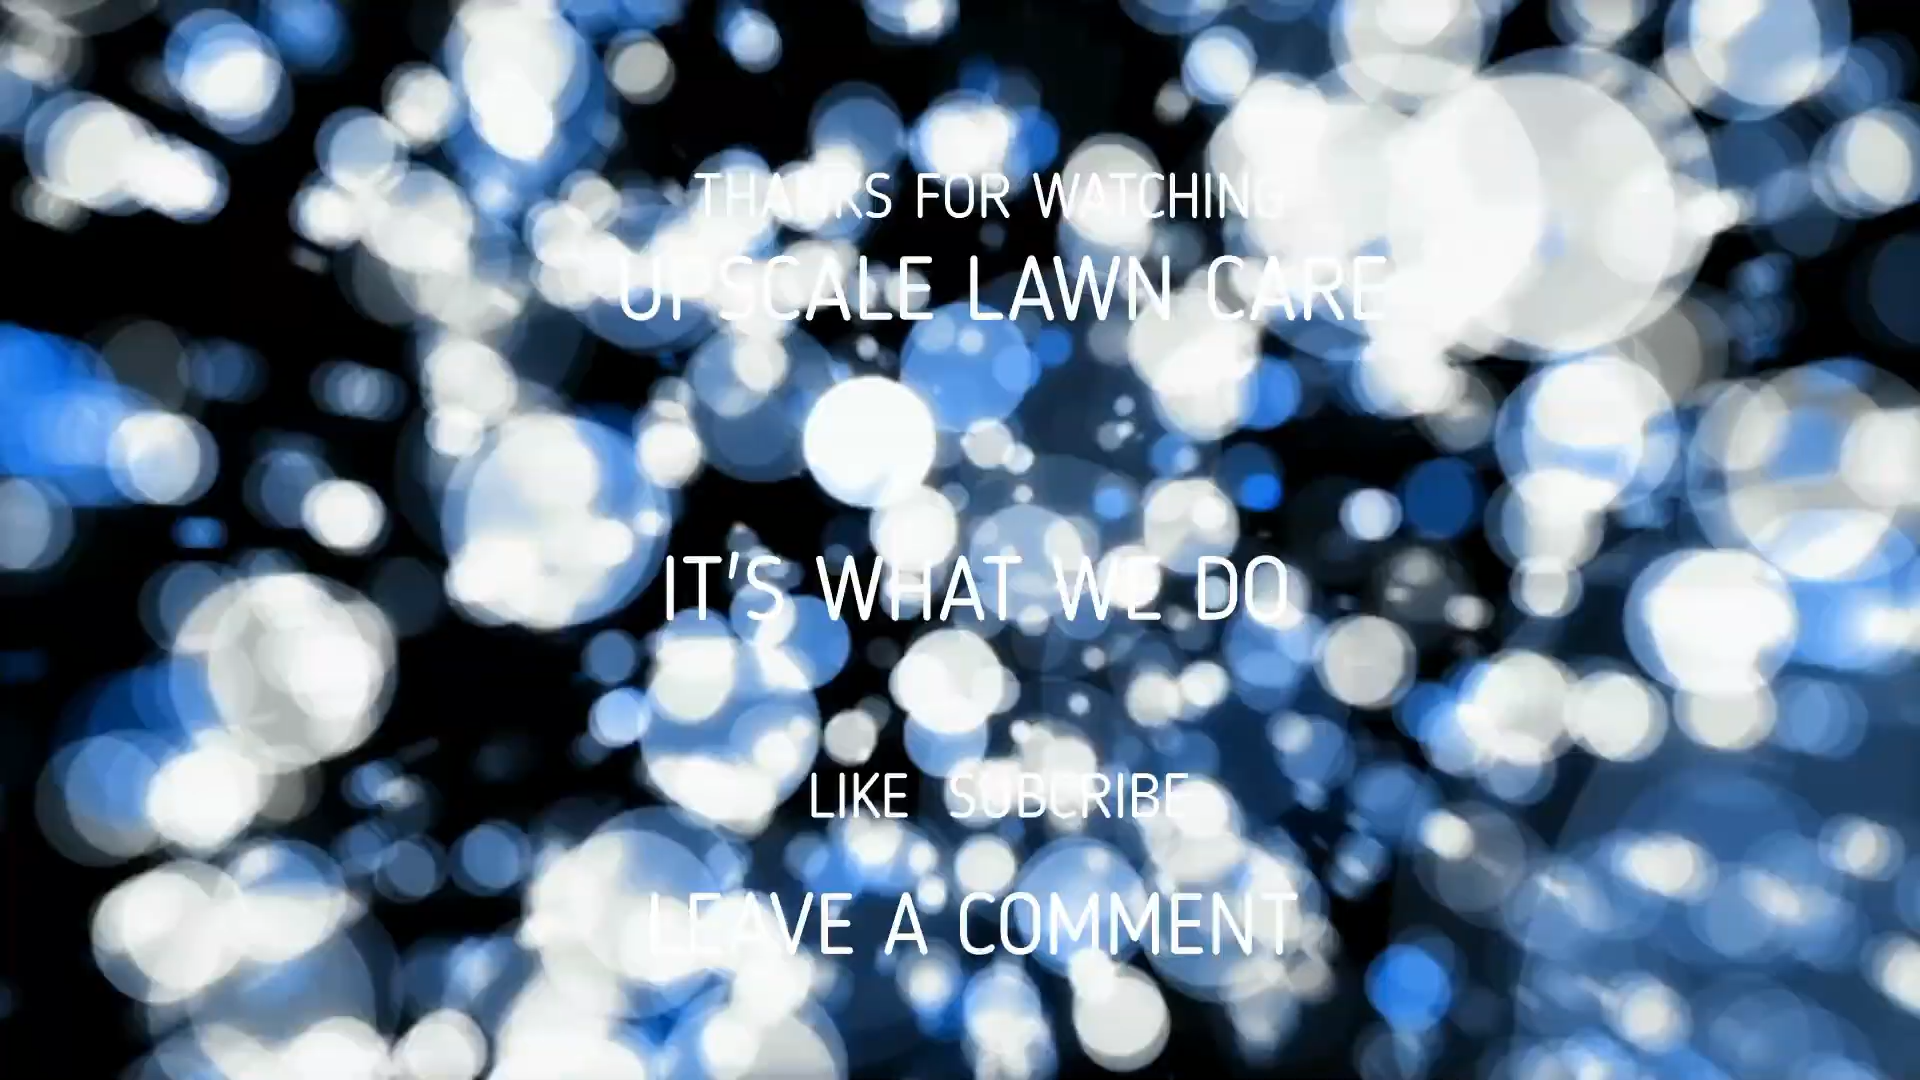 THANKS FOR WATCHING
UPSCALE LAWN CARE
IT'S WHAT WE DO
LIKE SUBCRIBE
LEAVE A COMMENT